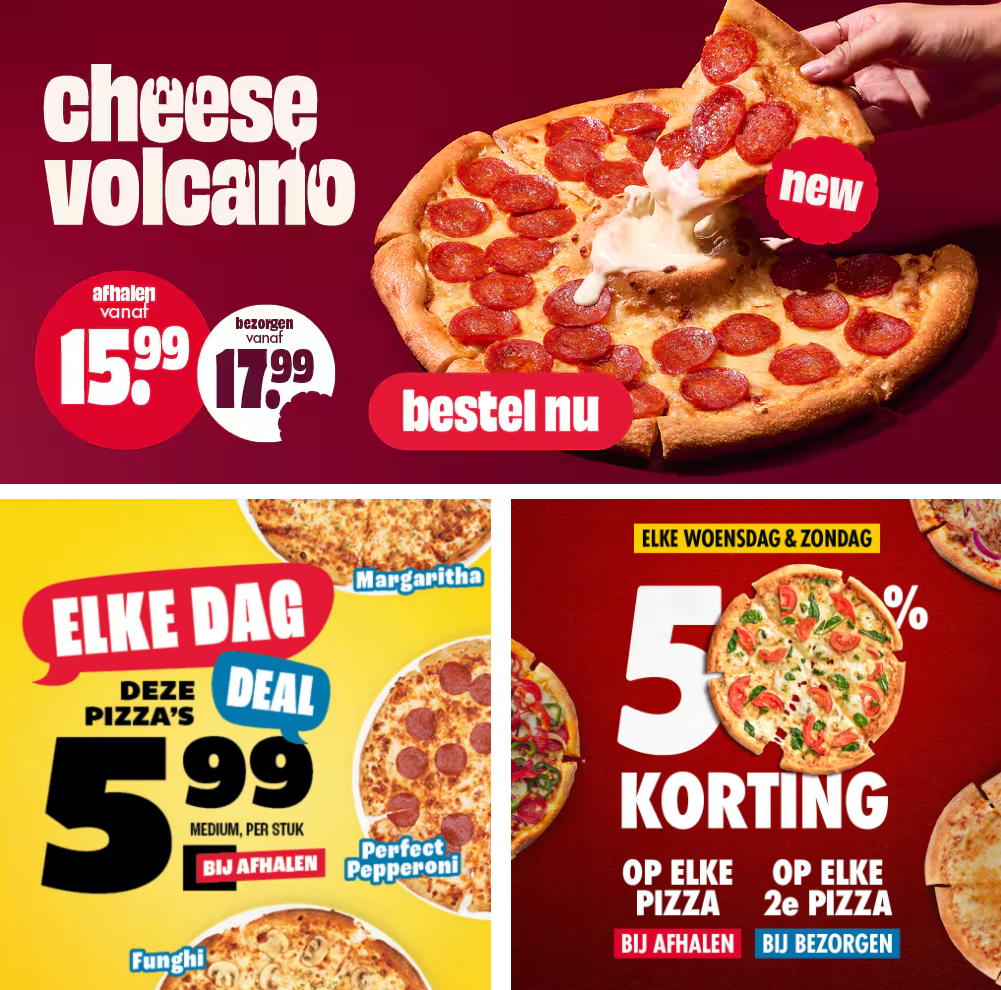 cheese
volcano
new
afhalen
vanaf
15.99
bezorgen
vanaf
17.99
bestel nu
Margaritha
ELKE DAG
DEAL
DEZE
PIZZA'S
5.99
MEDIUM, PER STUK
BIJ AFHALEN
Perfect
Pepperoni
Funghi
ELKE WOENSDAG & ZONDAG
5 %
KORTING
OP ELKE
PIZZA
BIJ AFHALEN
OP ELKE
2e PIZZA
BIJ BEZORGEN